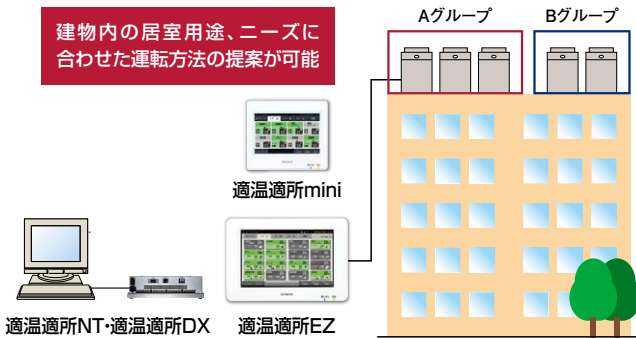 建物内の居室用途、ニーズに
合わせた運転方法の提案が可能
Aグループ
Bグループ
適温適所mini
適温適所NT・適温適所DX
適温適所EZ